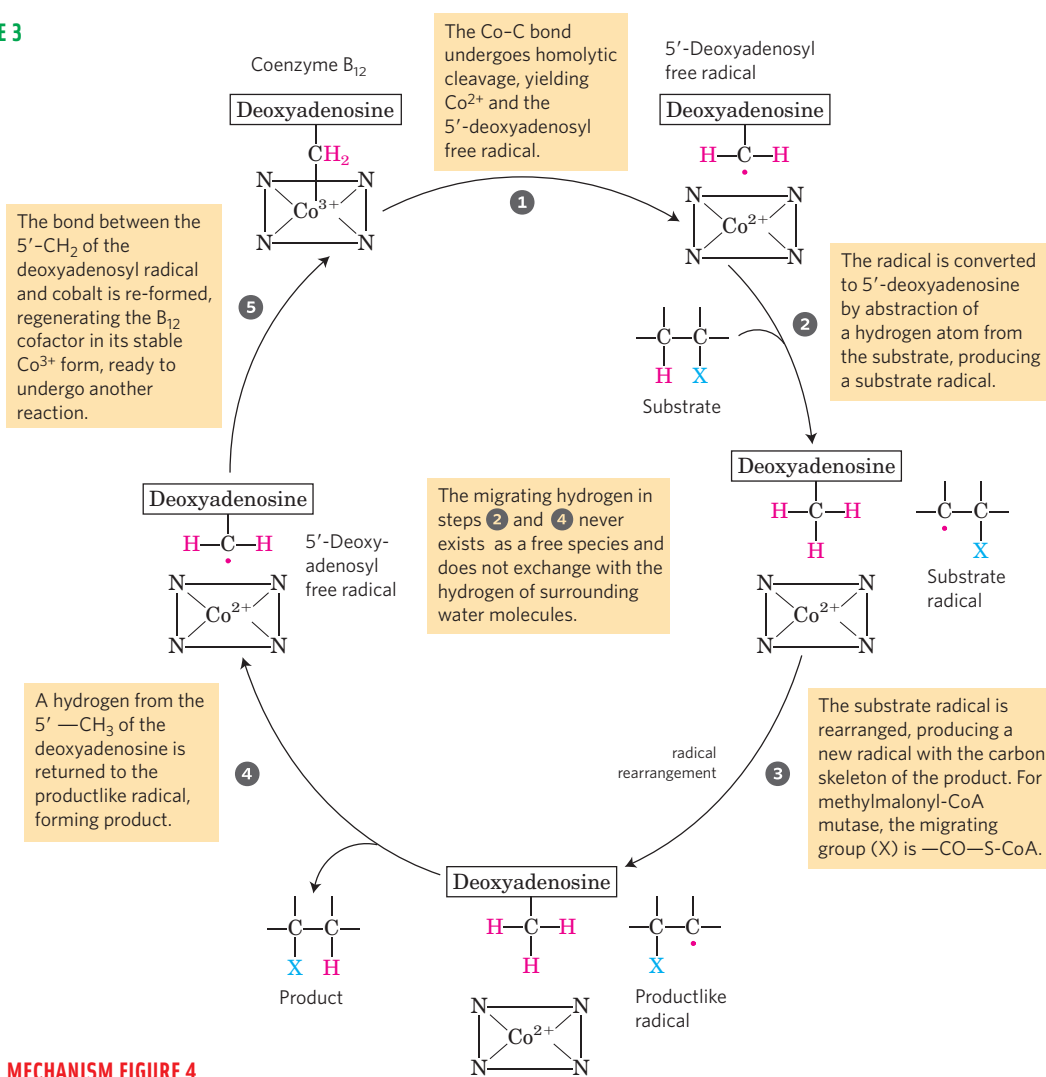 E 3
Coenzyme B12
Deoxyadenosine
CH2
N N
Co3+
N N
The Co–C bond
undergoes homolytic
cleavage, yielding
Co2+ and the
5′-deoxyadenosyl
free radical.
1
5′-Deoxyadenosyl
free radical
Deoxyadenosine
H—C—H
N N
Co2+
N N
The radical is converted
to 5′-deoxyadenosine
by abstraction of
a hydrogen atom from
the substrate, producing
a substrate radical.
2
—C—C—
H X
Substrate
Deoxyadenosine
H—C—H
H
N N
Co2+
N N
—C—C—
X
Substrate
radical
The substrate radical is
rearranged, producing a
new radical with the carbon
skeleton of the product. For
methylmalonyl-CoA
mutase, the migrating
group (X) is —CO—S-CoA.
3
radical
rearrangement
Deoxyadenosine
H—C—H
H
N N
Co2+
N N
—C—C—
X
Productlike
radical
A hydrogen from the
5′ —CH3 of the
deoxyadenosine is
returned to the
productlike radical,
forming product.
4
—C—C—
X H
Product
Deoxyadenosine
H—C—H
5′-Deoxy-
adenosyl
free radical
N N
Co2+
N N
The bond between the
5′-CH2 of the
deoxyadenosyl radical
and cobalt is re-formed,
regenerating the B12
cofactor in its stable
Co3+ form, ready to
undergo another
reaction.
5
The migrating hydrogen in
steps 2 and 4 never
exists as a free species and
does not exchange with the
hydrogen of surrounding
water molecules.
MECHANISM FIGURE 4